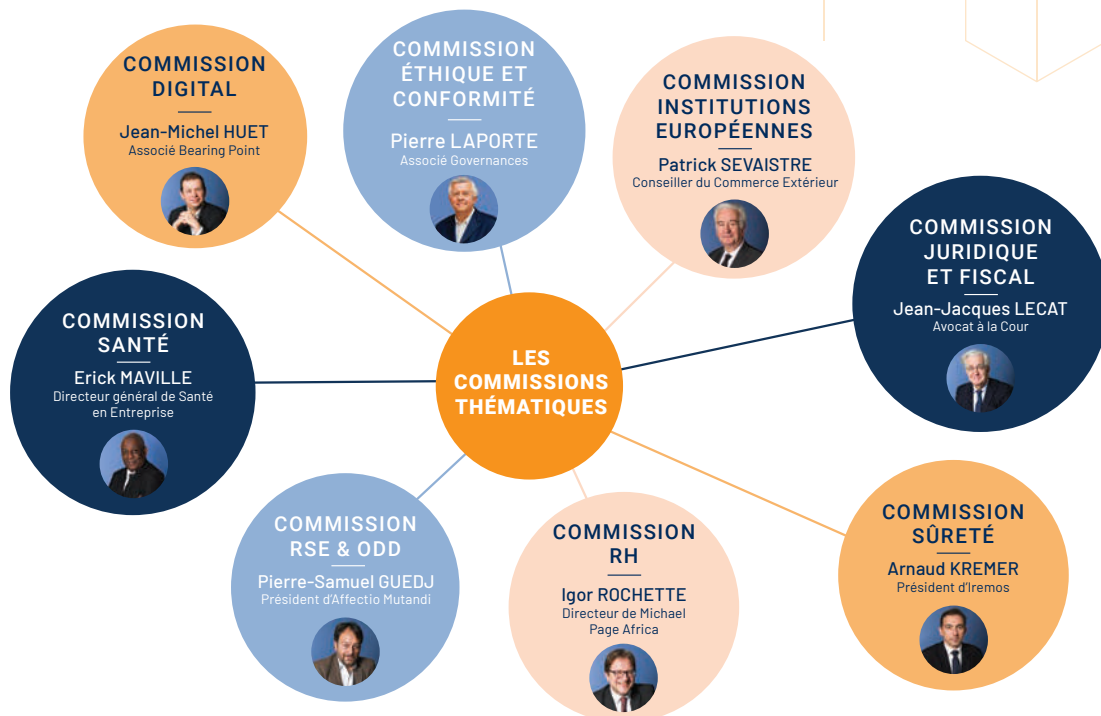 COMMISSION
DIGITAL
Jean-Michel HUET
Associé Bearing Point
COMMISSION
ÉTHIQUE ET
CONFORMITÉ
Pierre LAPORTE
Associé Governances
COMMISSION
INSTITUTIONS
EUROPÉENNES
Patrick SEVAISTRE
Conseiller du Commerce Extérieur
COMMISSION
JURIDIQUE
ET FISCAL
Jean-Jacques LECAT
Avocat à la Cour
COMMISSION
SANTÉ
Erick MAVILLE
Directeur général de Santé
en Entreprise
LES
COMMISSIONS
THÉMATIQUES
COMMISSION
RSE & ODD
Pierre-Samuel GUEDJ
Président d'Affectio Mutandi
COMMISSION
RH
Igor ROCHETTE
Directeur de Michael
Page Africa
COMMISSION
SÛRETÉ
Arnaud KREMER
Président d'Iremos